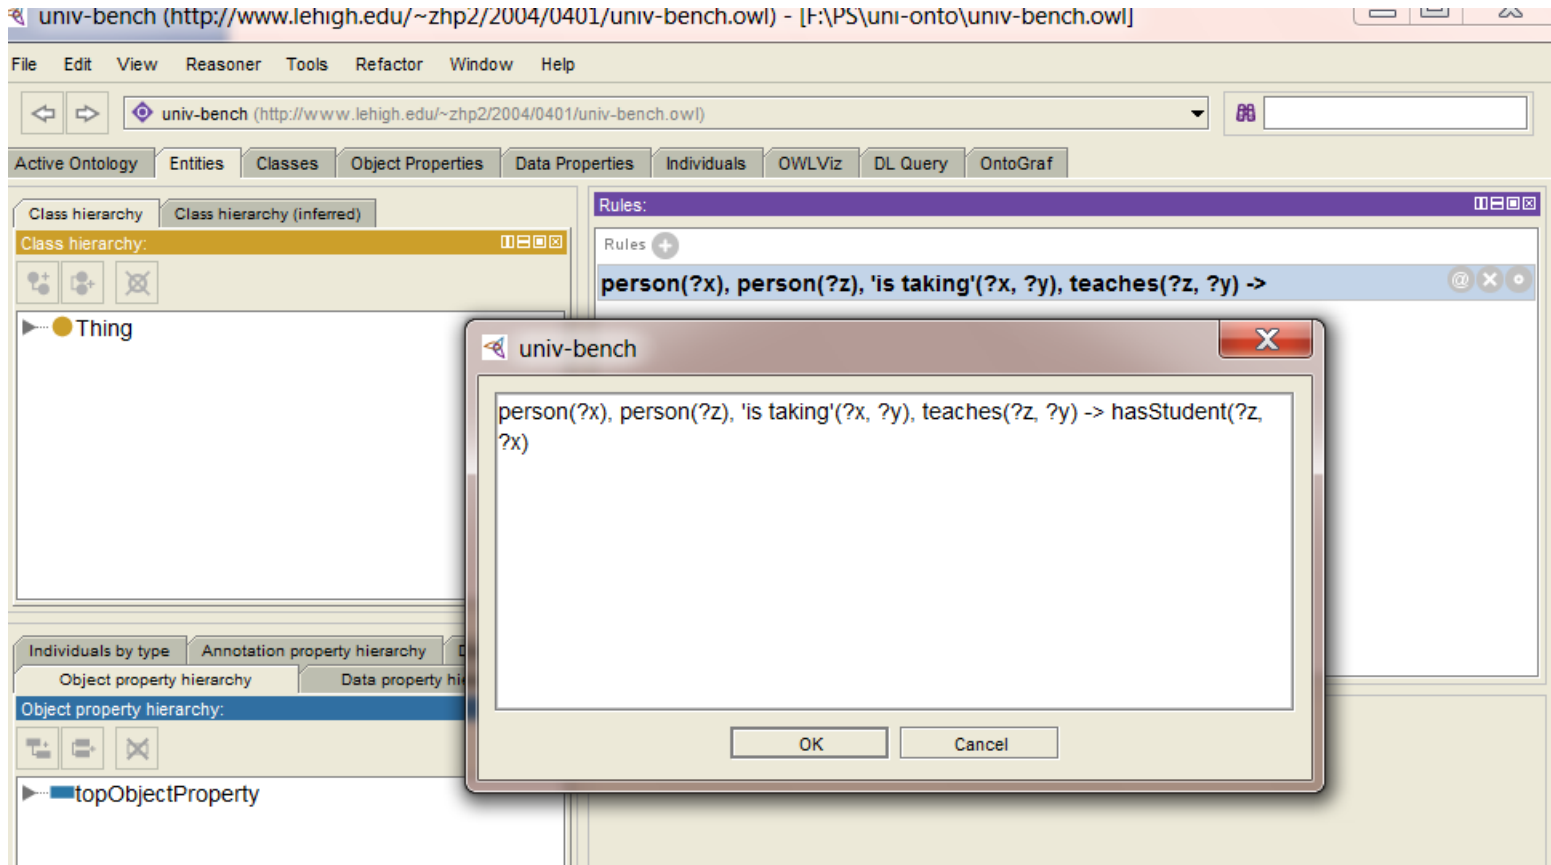 univ-bench (http://www.lehigh.edu/~zhp2/2004/0401/univ-bench.owl) - [F:\PS\uni-onto\univ-bench.owl]
File Edit View Reasoner Tools Refactor Window Help
univ-bench (http://www.lehigh.edu/~zhp2/2004/0401/univ-bench.owl)
Active Ontology Entities Classes Object Properties Data Properties Individuals OWLViz DL Query OntoGraf
Class hierarchy Class hierarchy (inferred)
Class hierarchy:
Thing
Rules:
Rules
person(?x), person(?z), 'is taking'(?x, ?y), teaches(?z, ?y) ->
univ-bench
person(?x), person(?z), 'is taking'(?x, ?y), teaches(?z, ?y) -> hasStudent(?z,
?x)
OK Cancel
Individuals by type Annotation property hierarchy
Object property hierarchy Data property
Object property hierarchy:
topObjectProperty